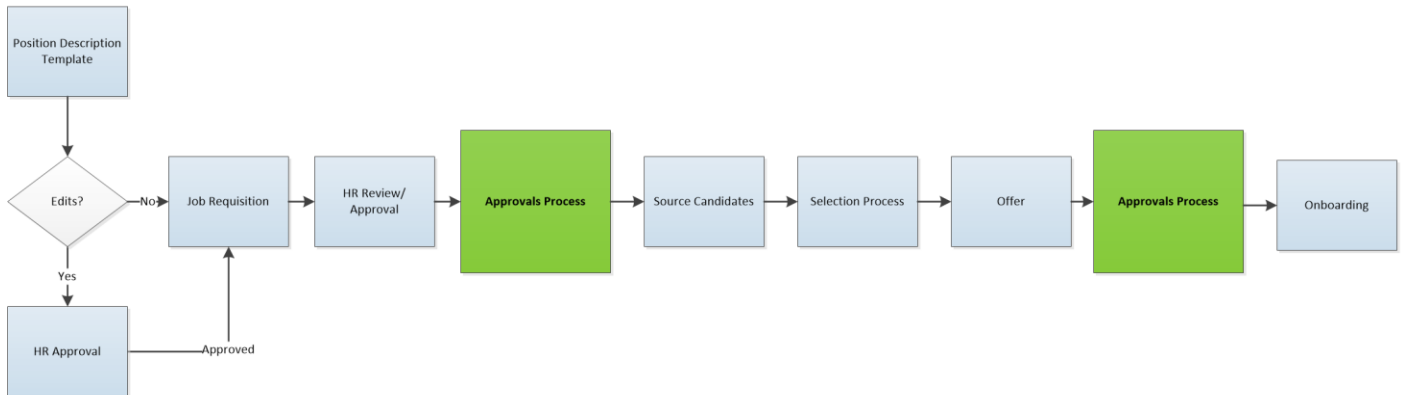 Position Description
Template
Edits?
No
Job Requisition
HR Review/
Approval
Approvals Process
Source Candidates
Selection Process
Offer
Approvals Process
Onboarding
Yes
HR Approval
Approved